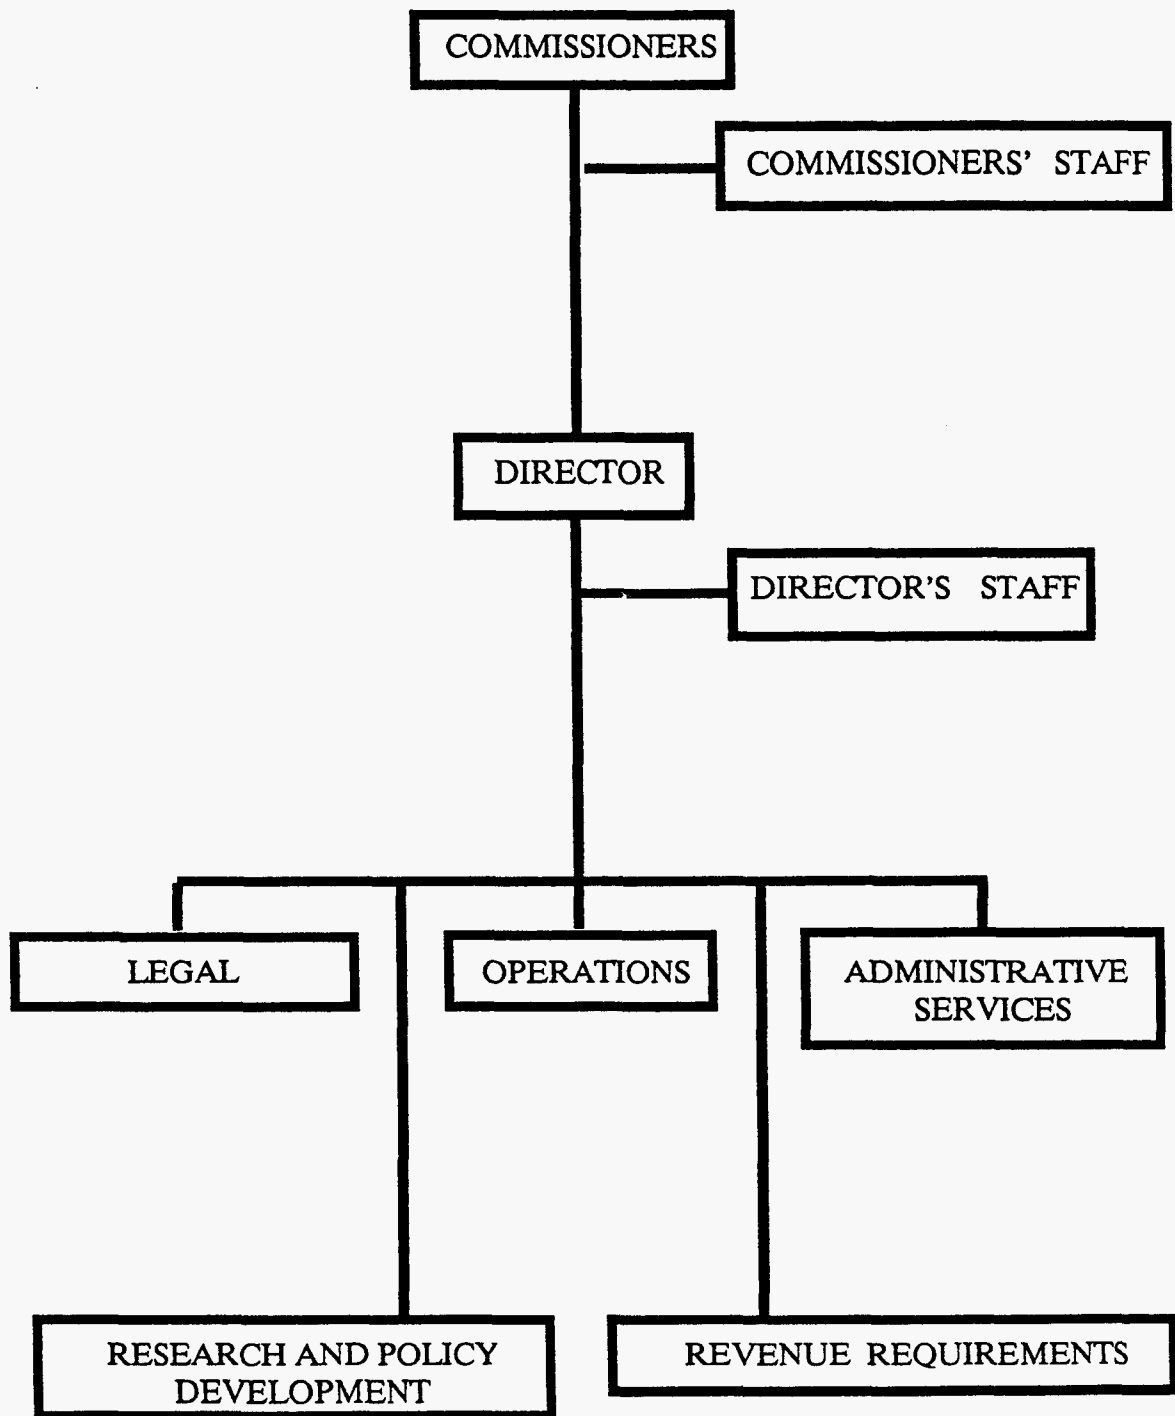 COMMISSIONERS
COMMISSIONERS' STAFF
DIRECTOR
DIRECTOR'S STAFF
LEGAL
OPERATIONS
ADMINISTRATIVE
SERVICES
RESEARCH AND POLICY
DEVELOPMENT
REVENUE REQUIREMENTS